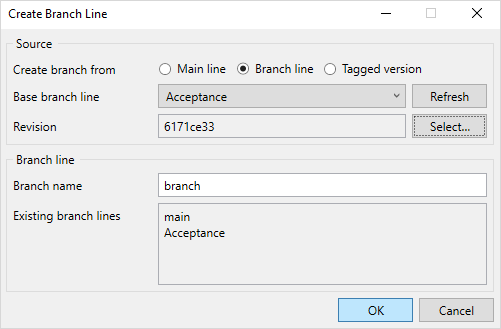 Create Branch Line
Source
Create branch from Main line Branch line Tagged version
Base branch line Acceptance Refresh
Revision 6171ce33 Select...
Branch line
Branch name branch
Existing branch lines main
Acceptance
OK Cancel